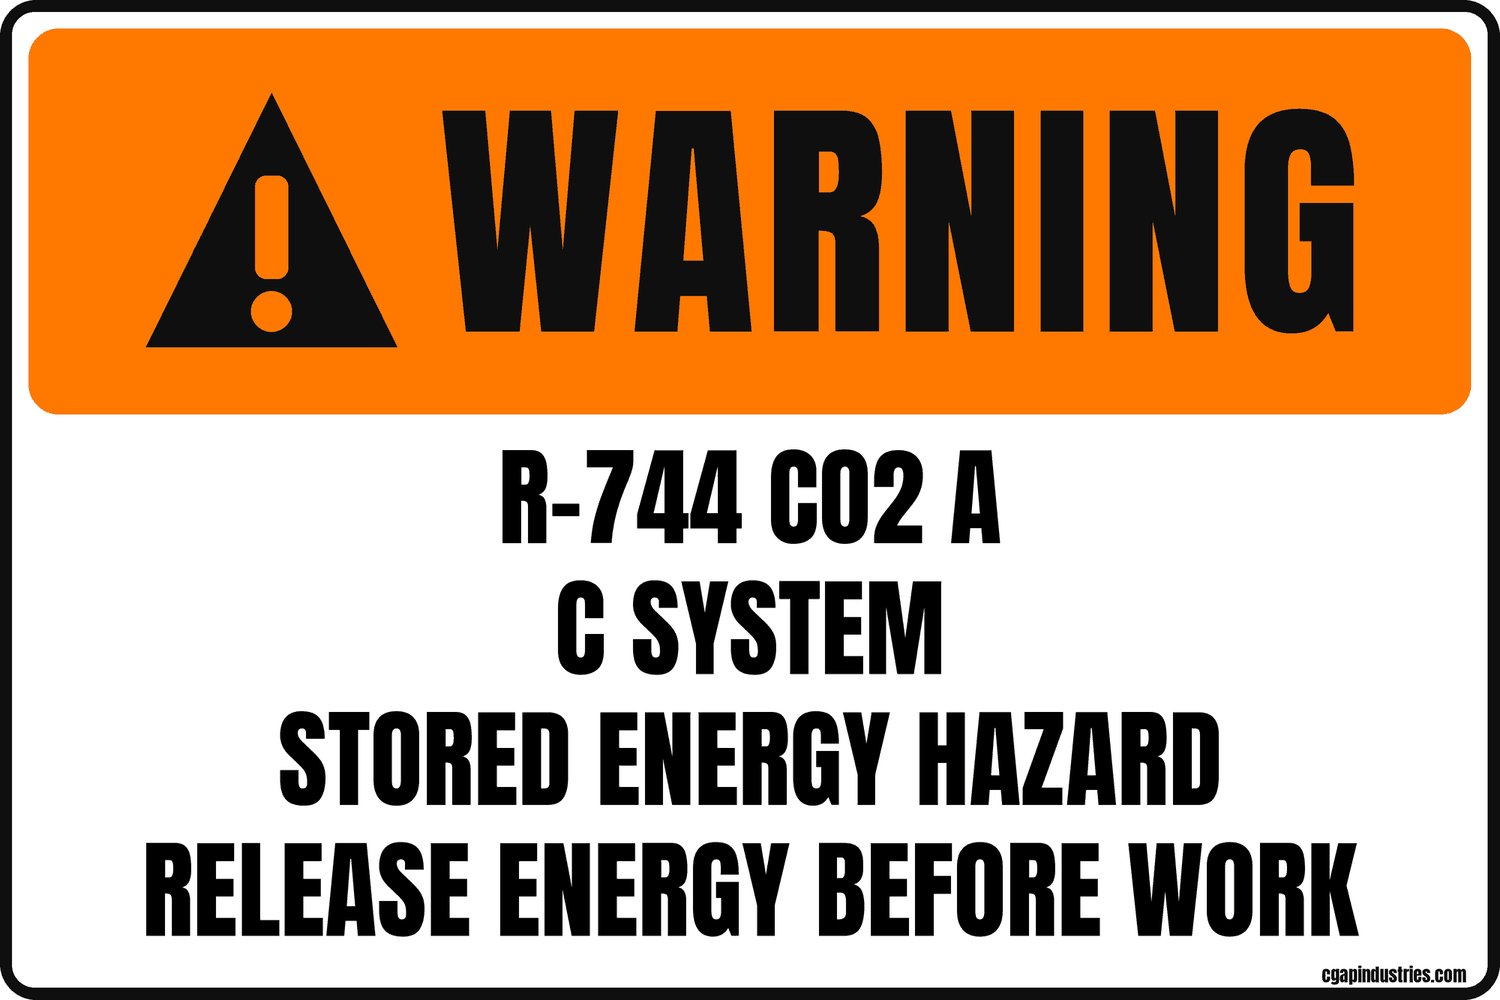 WARNING
R-744 CO2 A
C SYSTEM
STORED ENERGY HAZARD
RELEASE ENERGY BEFORE WORK
cgapindustries.com